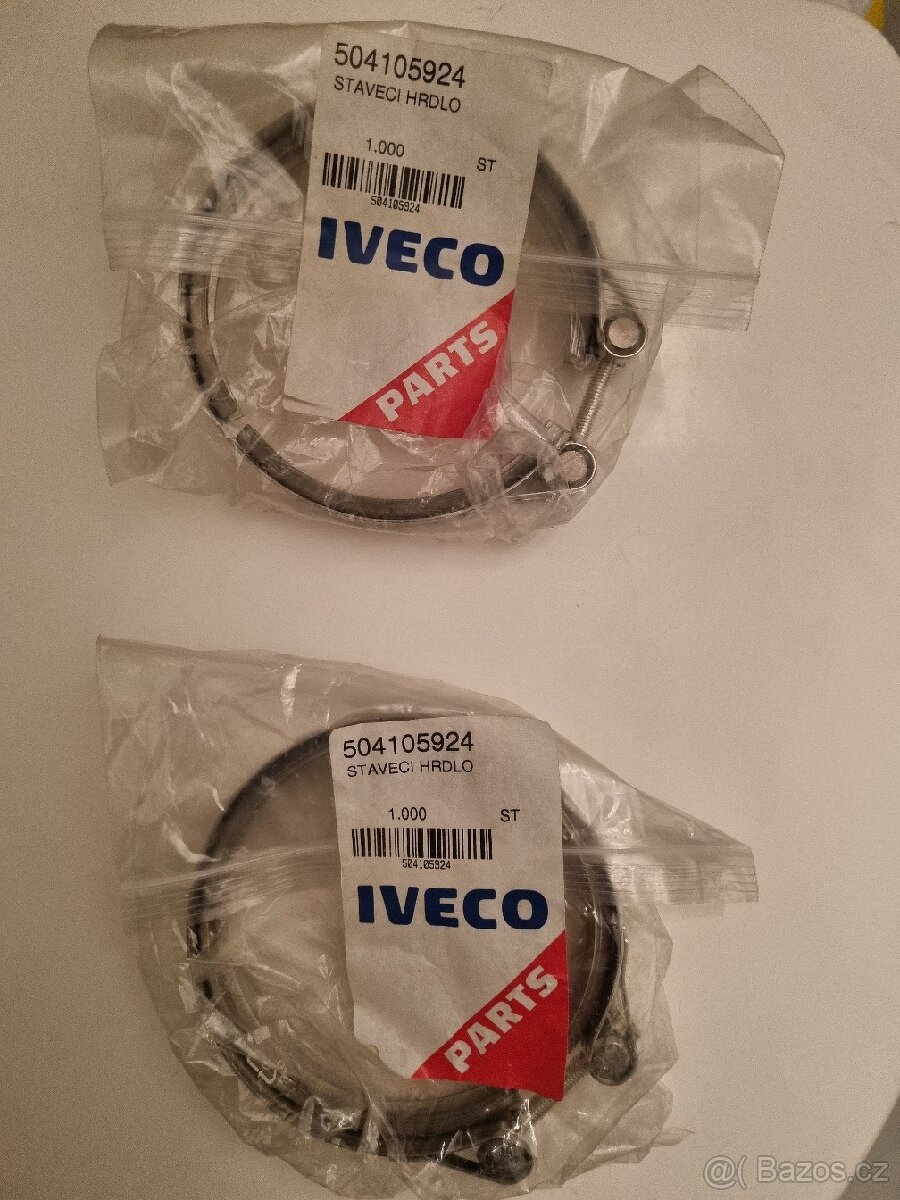 504105924
STAVECI HRDLO
1.000 ST
504105924
IVECO
PARTS
504105924
STAVECI HRDLO
1.000 ST
504105924
IVECO
PARTS
@( Bazos.cz